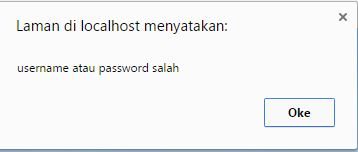 Laman di localhost menyatakan:
username atau password salah
Oke